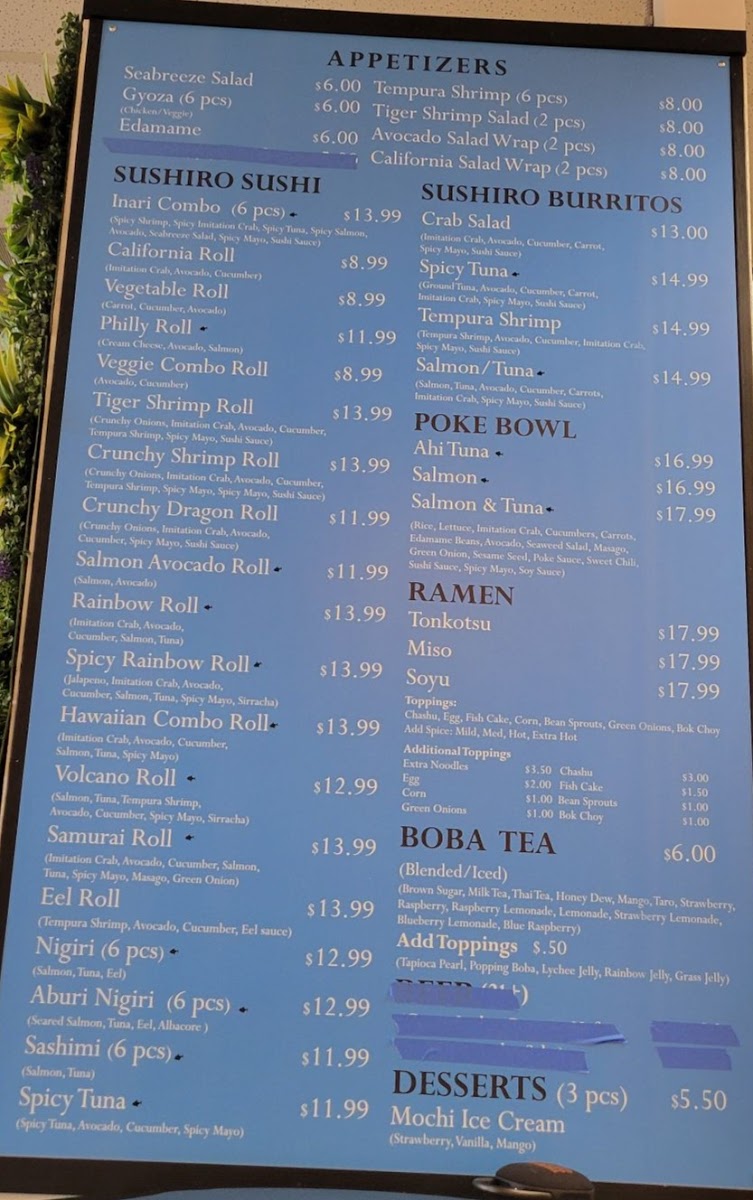 APPETIZERS
Seabreeze Salad $6.00
Gyoza (6 pcs) $6.00
(Chicken/Veggie)
Edamame $6.00
Tempura Shrimp (6 pcs) $8.00
Tiger Shrimp Salad (2 pcs) $8.00
Avocado Salad Wrap (2 pcs) $8.00
California Salad Wrap (2 pcs) $8.00
SUSHIRO SUSHI
Inari Combo (6 pcs) $13.99
(Spicy Shrimp, Spicy Imitation Crab, Spicy Tuna, Spicy Salmon,
Avocado, Seabreeze Salad, Spicy Mayo, Sushi Sauce)
California Roll $8.99
(Imitation Crab, Avocado, Cucumber)
Vegetable Roll $8.99
(Carrot, Cucumber, Avocado)
Philly Roll $11.99
(Cream Cheese, Avocado, Salmon)
Veggie Combo Roll $8.99
(Avocado, Cucumber)
Tiger Shrimp Roll $13.99
(Crunchy Onions, Imitation Crab, Avocado, Cucumber,
Tempura Shrimp, Spicy Mayo, Sushi Sauce)
Crunchy Shrimp Roll $13.99
(Crunchy Onions, Imitation Crab, Avocado, Cucumber,
Tempura Shrimp, Spicy Mayo, Spicy Mayo, Sushi Sauce)
Crunchy Dragon Roll $11.99
(Crunchy Onions, Imitation Crab, Avocado,
Cucumber, Spicy Mayo, Sushi Sauce)
Salmon Avocado Roll $11.99
(Salmon, Avocado)
Rainbow Roll $13.99
(Imitation Crab, Avocado,
Cucumber, Salmon, Tuna)
Spicy Rainbow Roll $13.99
(Jalapeno, Imitation Crab, Avocado,
Cucumber, Salmon, Tuna, Spicy Mayo, Sirracha)
Hawaiian Combo Roll $13.99
(Imitation Crab, Avocado, Cucumber,
Salmon, Tuna, Spicy Mayo)
Volcano Roll $12.99
(Salmon, Tuna, Tempura Shrimp,
Avocado, Cucumber, Spicy Mayo, Sirracha)
Samurai Roll $13.99
(Imitation Crab, Avocado, Cucumber, Salmon,
Tuna, Spicy Mayo, Masago, Green Onion)
Eel Roll $13.99
(Tempura Shrimp, Avocado, Cucumber, Eel sauce)
Nigiri (6 pcs) $12.99
(Salmon, Tuna, Eel)
Aburi Nigiri (6 pcs) $12.99
(Seared Salmon, Tuna, Eel, Albacore )
Sashimi (6 pcs) $11.99
(Salmon, Tuna)
Spicy Tuna $11.99
(Spicy Tuna, Avocado, Cucumber, Spicy Mayo)
SUSHIRO BURRITOS
Crab Salad $13.00
(Imitation Crab, Avocado, Cucumber, Carrot,
Spicy Mayo, Sushi Sauce)
Spicy Tuna $14.99
(Ground Tuna, Avocado, Cucumber, Carrot,
Imitation Crab, Spicy Mayo, Sushi Sauce)
Tempura Shrimp $14.99
(Tempura Shrimp, Avocado, Cucumber, Imitation Crab,
Spicy Mayo, Sushi Sauce)
Salmon/Tuna $14.99
(Salmon, Tuna, Avocado, Cucumber, Carrots,
Imitation Crab, Spicy Mayo, Sushi Sauce)
POKE BOWL
Ahi Tuna $16.99
Salmon $16.99
Salmon & Tuna $17.99
(Rice, Lettuce, Imitation Crab, Cucumbers, Carrots,
Edamame Beans, Avocado, Seaweed Salad, Masago,
Green Onion, Sesame Seed, Poke Sauce, Sweet Chili,
Sushi Sauce, Spicy Mayo, Soy Sauce)
RAMEN
Tonkotsu $17.99
Miso $17.99
Soyu $17.99
Toppings:
Chashu, Egg, Fish Cake, Corn, Bean Sprouts, Green Onions, Bok Choy
Add Spice: Mild, Med, Hot, Extra Hot
Additional Toppings
Extra Noodles $3.50 Chashu $3.00
Egg $2.00 Fish Cake $1.50
Corn $1.00 Bean Sprouts $1.00
Green Onions $1.00 Bok Choy $1.00
BOBA TEA $6.00
(Blended/Iced)
(Brown Sugar, Milk Tea, Thai Tea, Honey Dew, Mango, Taro, Strawberry,
Raspberry, Raspberry Lemonade, Lemonade, Strawberry Lemonade,
Blueberry Lemonade, Blue Raspberry)
Add Toppings $.50
(Tapioca Pearl, Popping Boba, Lychee Jelly, Rainbow Jelly, Grass Jelly)
DESSERTS (3 pcs) $5.50
Mochi Ice Cream
(Strawberry, Vanilla, Mango)